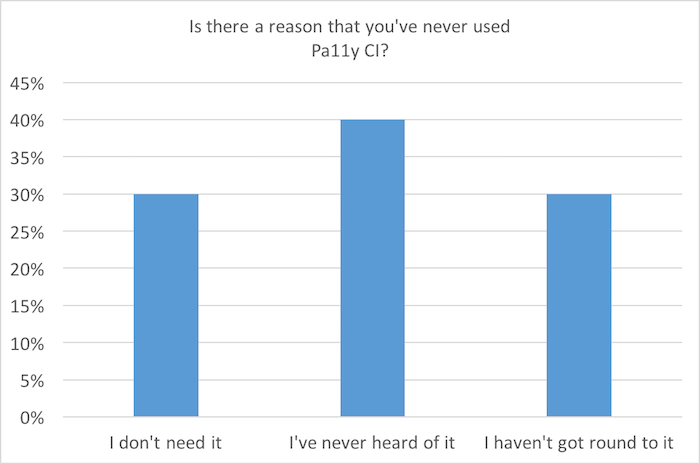 Is there a reason that you've never used
Pa11y CI?
45%
40%
35%
30%
25%
20%
15%
10%
5%
0%
I don't need it
I've never heard of it
I haven't got round to it